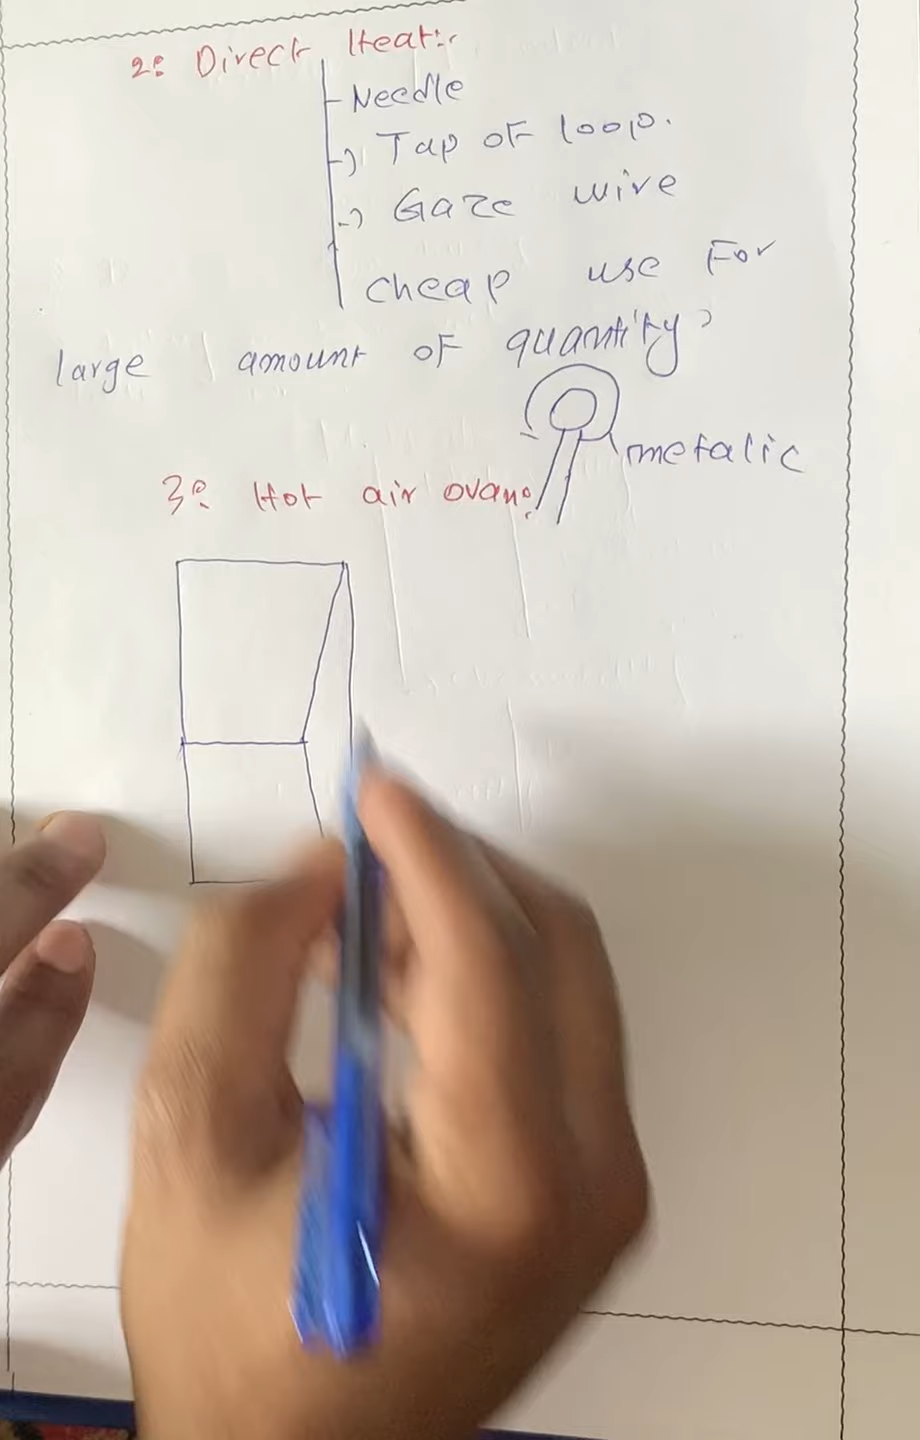 2: Direct Heat:-
Needle
-) Tap of loop.
-) Gaze wire
cheap use For
large amount of quantity
metalic
3: Hot air ovan: